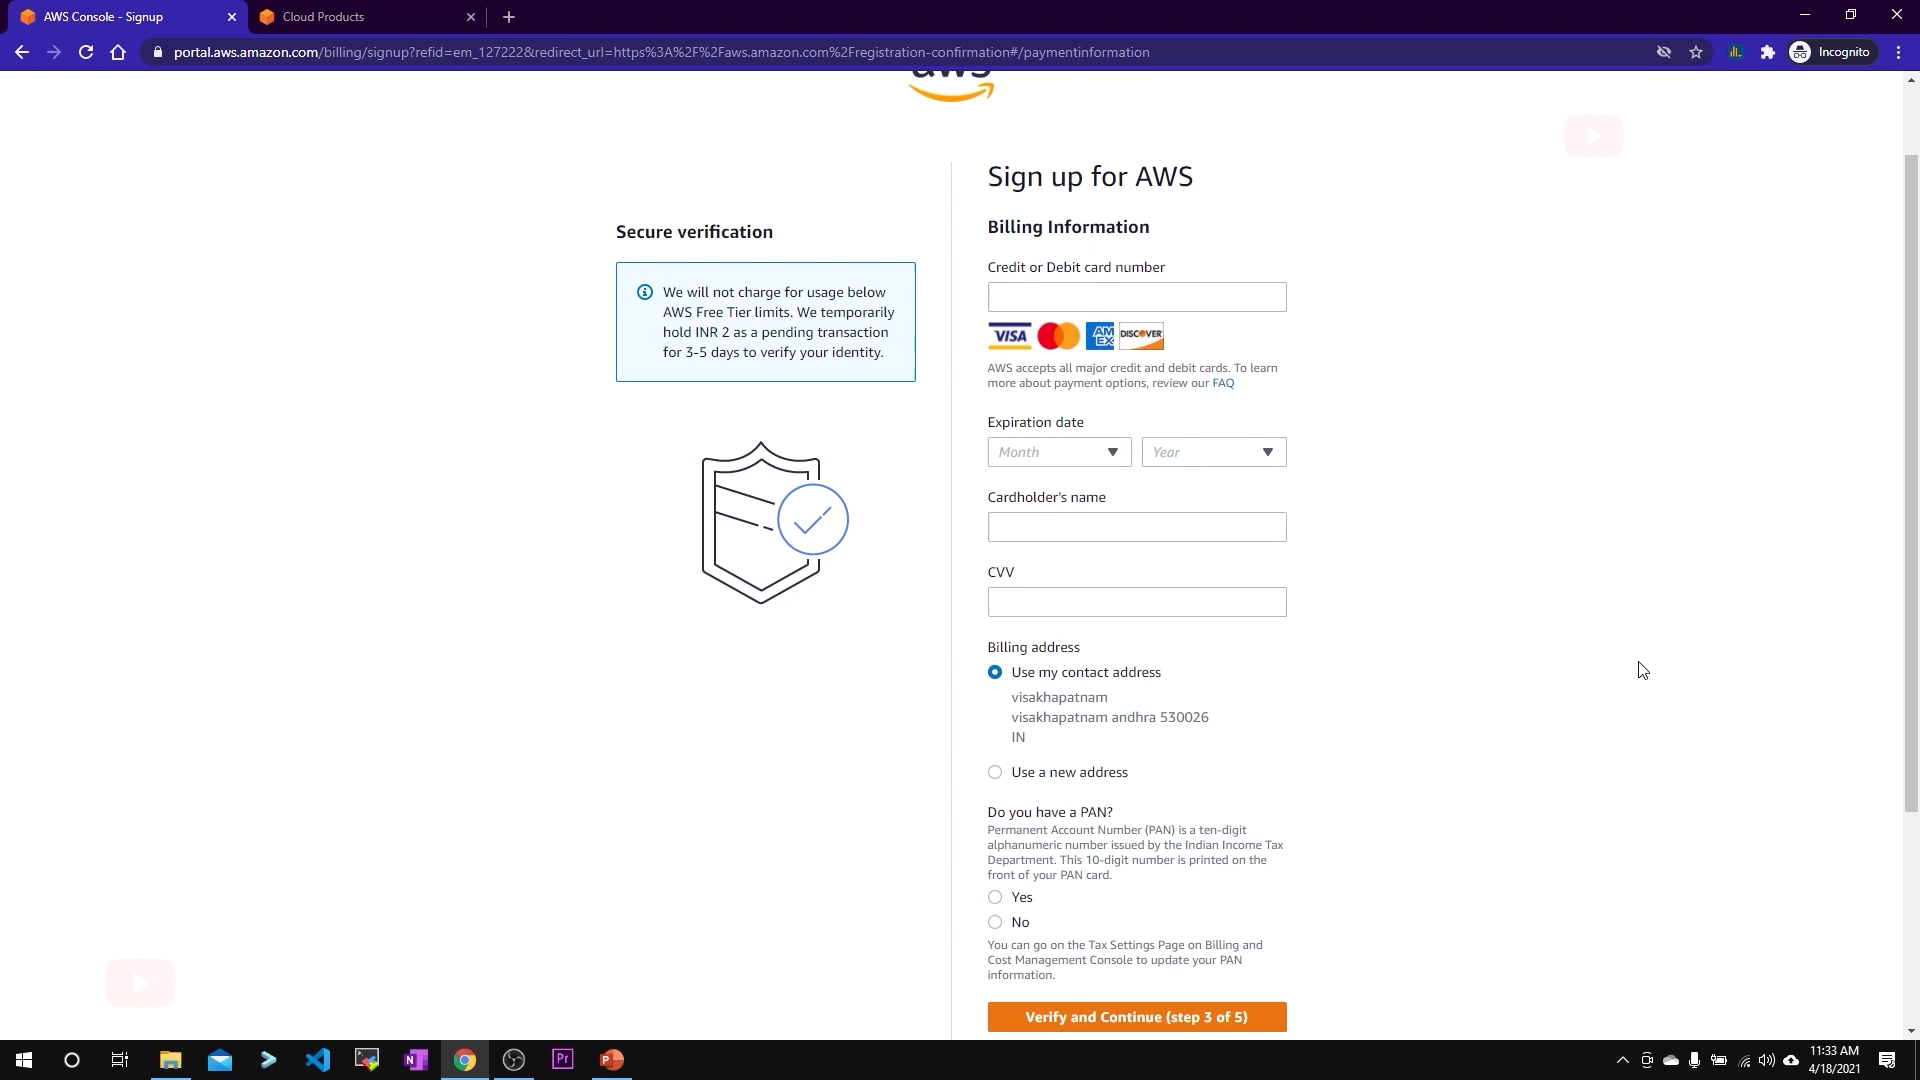 AWS Console - Signup
Cloud Products
portal.aws.amazon.com/billing/signup?refid=em_127222&redirect_url=https%3A%2F%2Faws.amazon.com%2Fregistration-confirmation#/paymentinformation
Incognito
aws
Sign up for AWS
Secure verification
We will not charge for usage below
AWS Free Tier limits. We temporarily
hold INR 2 as a pending transaction
for 3-5 days to verify your identity.
Billing Information
Credit or Debit card number
VISA
AM
EX
DISCOVER
AWS accepts all major credit and debit cards. To learn
more about payment options, review our FAQ
Expiration date
Month
Year
Cardholder's name
CVV
Billing address
Use my contact address
visakhapatnam
visakhapatnam andhra 530026
IN
Use a new address
Do you have a PAN?
Permanent Account Number (PAN) is a ten-digit
alphanumeric number issued by the Indian Income Tax
Department. This 10-digit number is printed on the
front of your PAN card.
Yes
No
You can go on the Tax Settings Page on Billing and
Cost Management Console to update your PAN
information.
Verify and Continue (step 3 of 5)
N
Pr
P
11:33 AM
4/18/2021